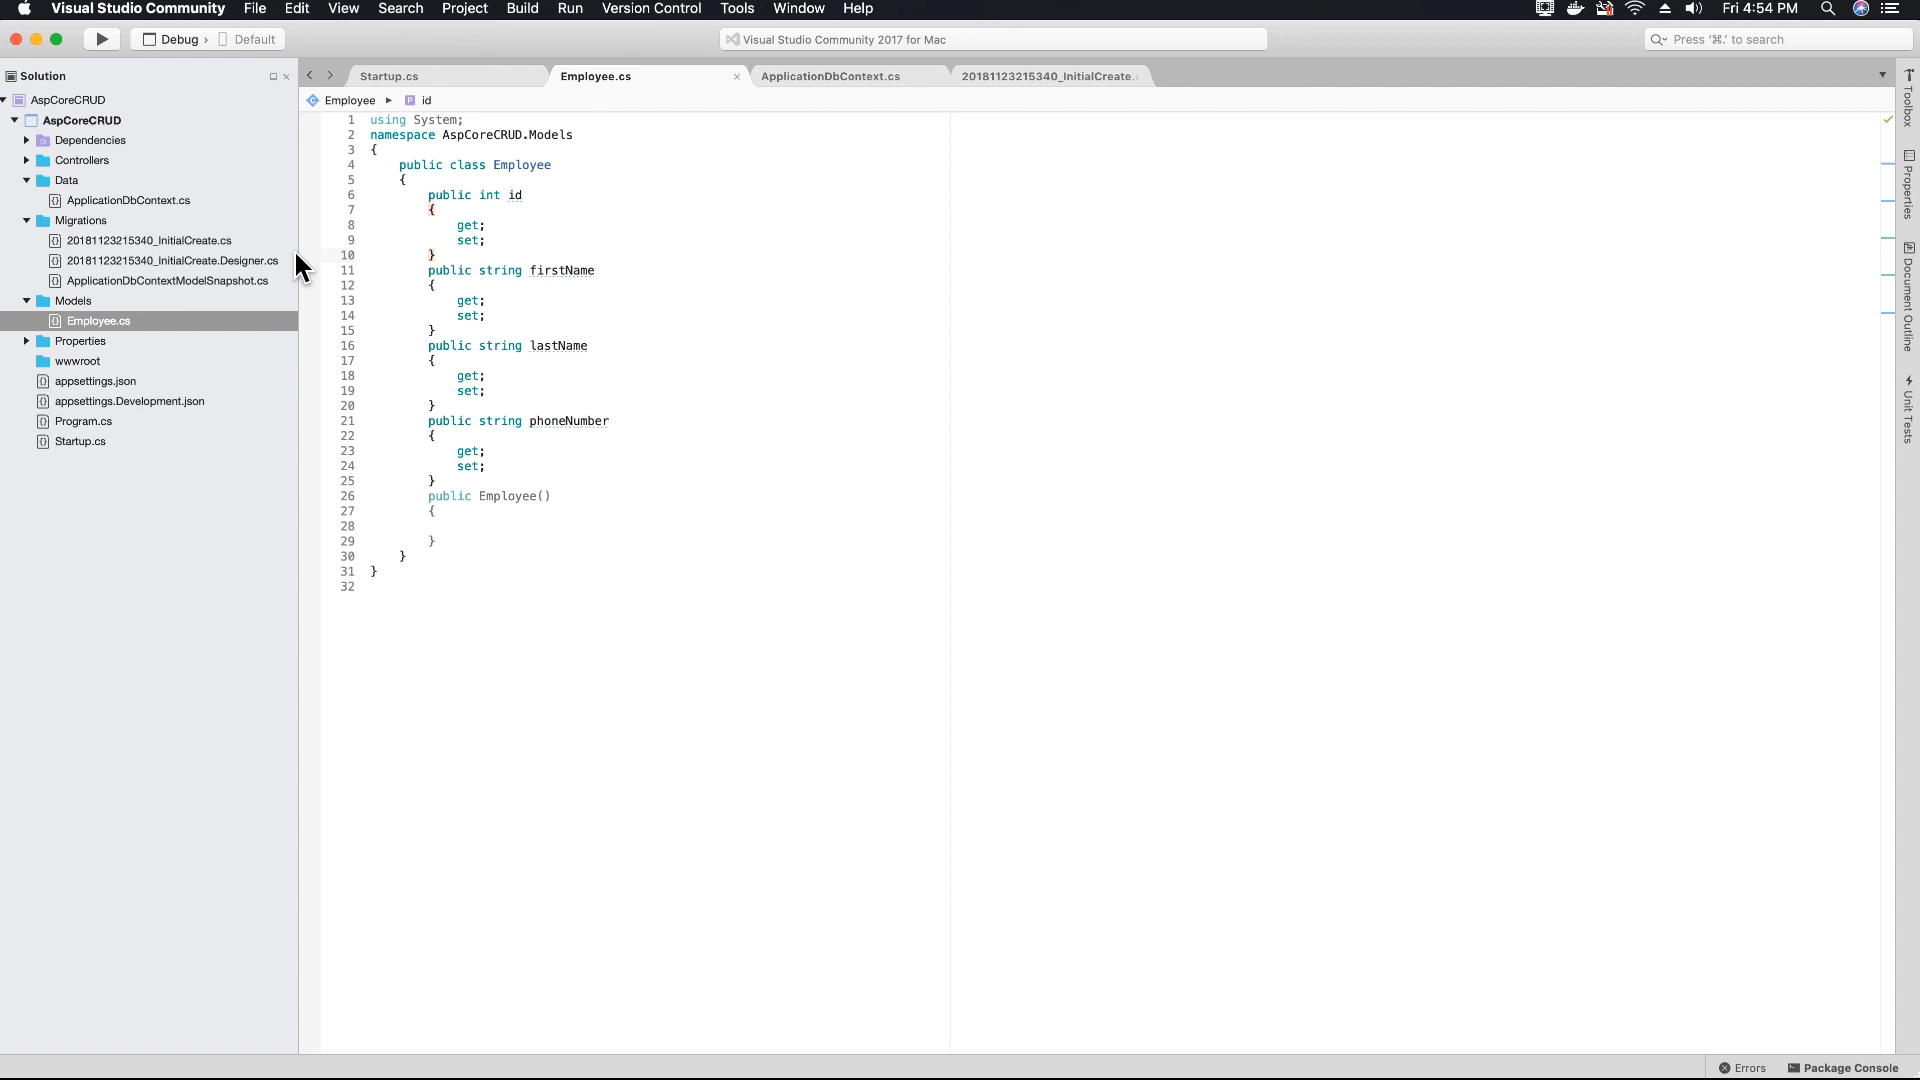 Visual Studio Community File Edit View Search Project Build Run Version Control Tools Window Help Fri 4:54 PM
Debug › Default Visual Studio Community 2017 for Mac Press '⌘.' to search
Solution
AspCoreCRUD
AspCoreCRUD
Dependencies
Controllers
Data
ApplicationDbContext.cs
Migrations
20181123215340_InitialCreate.cs
20181123215340_InitialCreate.Designer.cs
ApplicationDbContextModelSnapshot.cs
Models
Employee.cs
Properties
wwwroot
appsettings.json
appsettings.Development.json
Program.cs
Startup.cs
Startup.cs Employee.cs × ApplicationDbContext.cs 20181123215340_InitialCreate.
Employee ▸ id
1 using System;
2 namespace AspCoreCRUD.Models
3 {
4 public class Employee
5 {
6 public int id
7 {
8 get;
9 set;
10 }
11 public string firstName
12 {
13 get;
14 set;
15 }
16 public string lastName
17 {
18 get;
19 set;
20 }
21 public string phoneNumber
22 {
23 get;
24 set;
25 }
26 public Employee()
27 {
28
29 }
30 }
31 }
32
Toolbox
Properties
Document Outline
Unit Tests
Errors Package Console